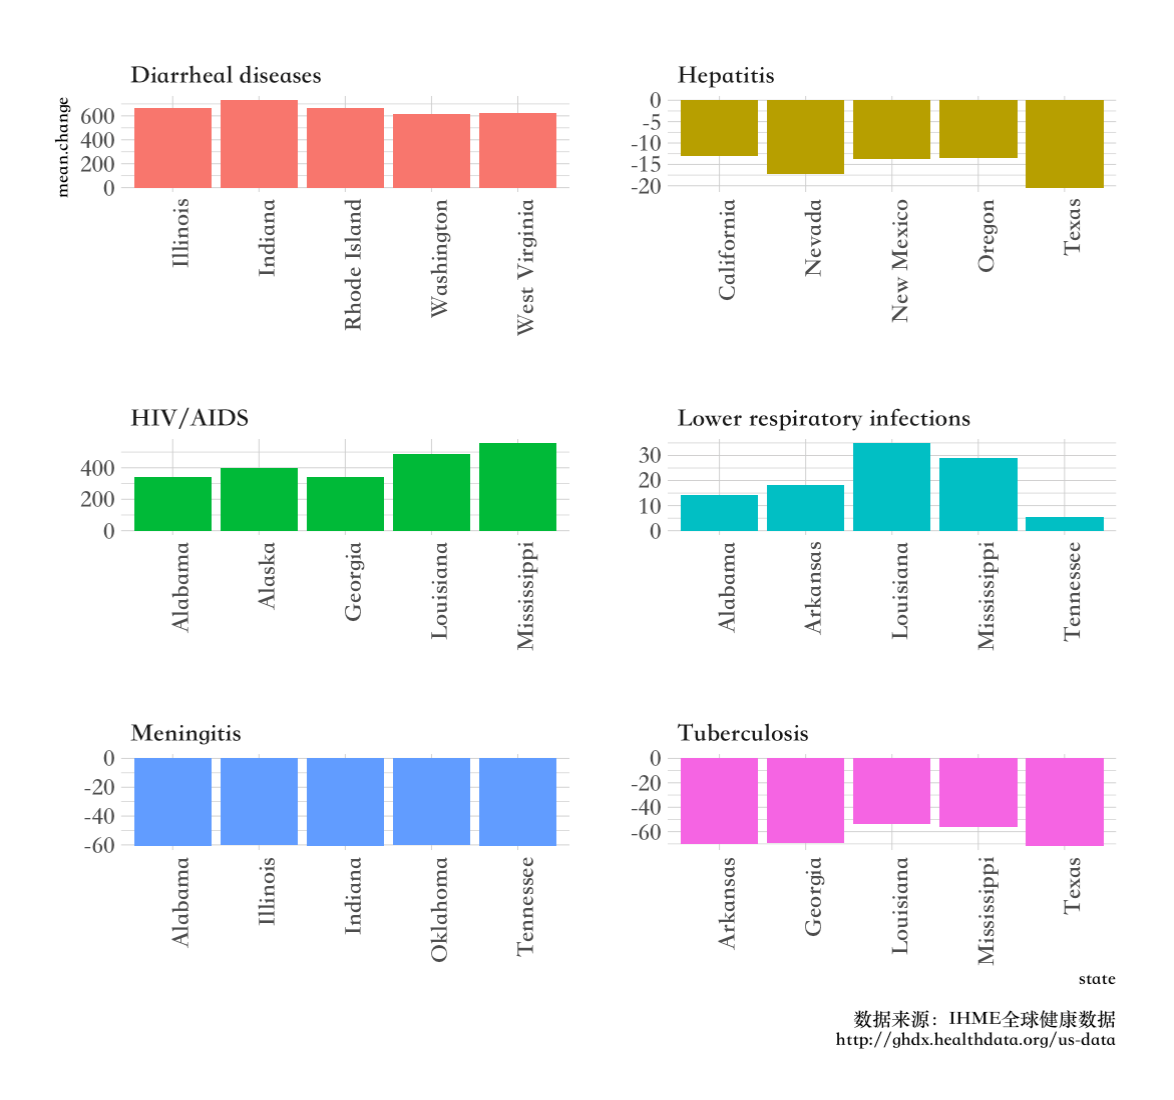 Diarrheal diseases
mean.change
600
400
200
0
Illinois
Indiana
Rhode Island
Washington
West Virginia
Hepatitis
0
-5
-10
-15
-20
California
Nevada
New Mexico
Oregon
Texas
HIV/AIDS
400
200
0
Alabama
Alaska
Georgia
Louisiana
Mississippi
Lower respiratory infections
30
20
10
0
Alabama
Arkansas
Louisiana
Mississippi
Tennessee
Meningitis
0
-20
-40
-60
Alabama
Illinois
Indiana
Oklahoma
Tennessee
Tuberculosis
0
-20
-40
-60
Arkansas
Georgia
Louisiana
Mississippi
Texas
state
数据来源：IHME全球健康数据
http://ghdx.healthdata.org/us-data